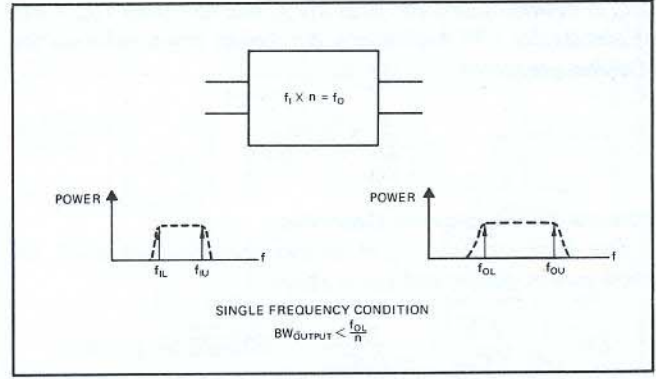 f_I X n = f_O
POWER
f_IL
f_IU
f
POWER
f_OL
f_OU
f
SINGLE FREQUENCY CONDITION
BW_OUTPUT < f_OL/n